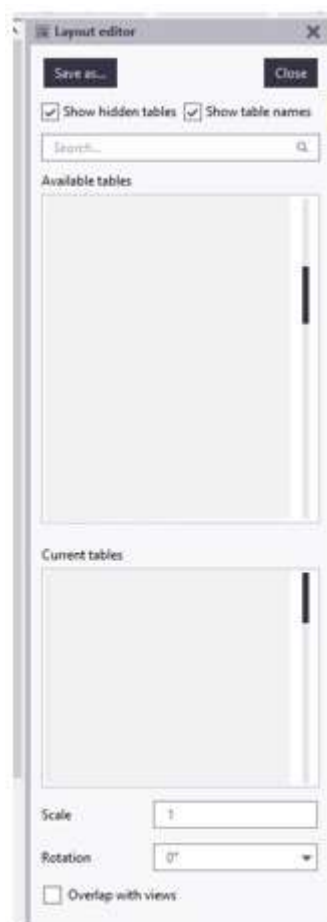 Layout editor
Save as... Close
Show hidden tables Show table names
Search...
Available tables
Current tables
Scale 1
Rotation 0°
Overlap with views